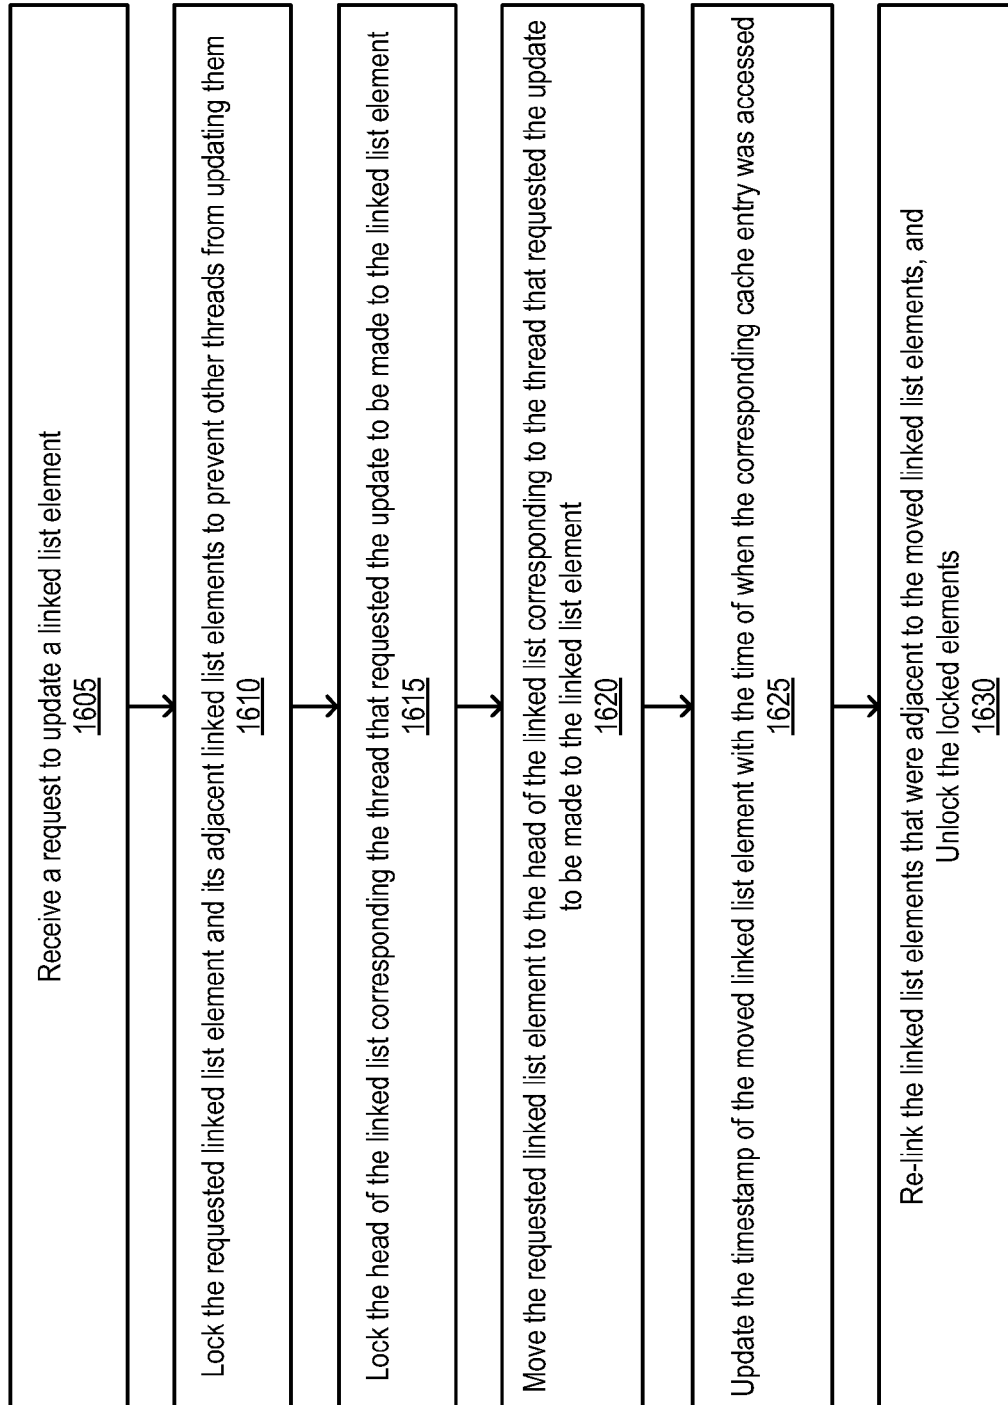 Receive a request to update a linked list element
1605
Lock the requested linked list element and its adjacent linked list elements to prevent other threads from updating them
1610
Lock the head of the linked list corresponding the thread that requested the update to be made to the linked list element
1615
Move the requested linked list element to the head of the linked list corresponding to the thread that requested the update
to be made to the linked list element
1620
Update the timestamp of the moved linked list element with the time of when the corresponding cache entry was accessed
1625
Re-link the linked list elements that were adjacent to the moved linked list elements, and
Unlock the locked elements
1630